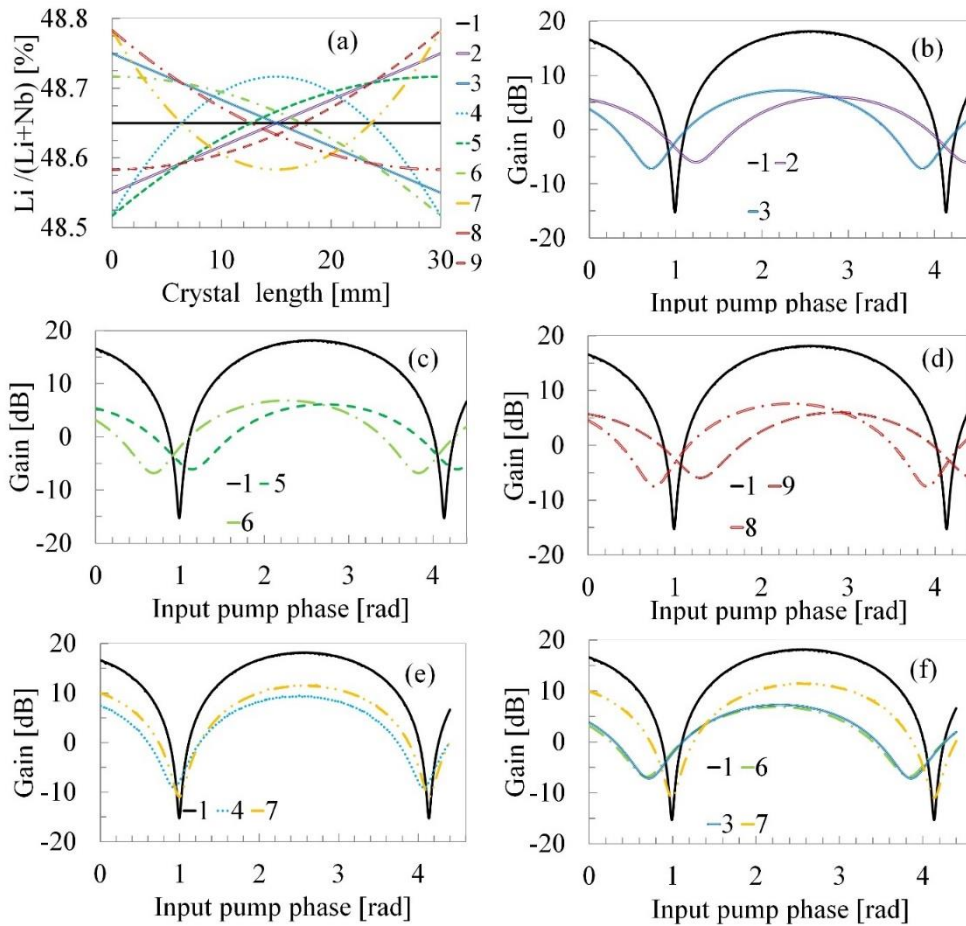 48.8
48.7
48.6
48.5
Li /(Li+Nb) [%]
(a)
1
2
3
4
5
6
7
8
9
0 10 20 30
Crystal length [mm]
20
10
0
-10
-20
Gain [dB]
(b)
1 2
3
0 1 2 3 4
Input pump phase [rad]
20
10
0
-10
-20
Gain [dB]
(c)
1 5
6
0 1 2 3 4
Input pump phase [rad]
20
10
0
-10
-20
Gain [dB]
(d)
1 9
8
0 1 2 3 4
Input pump phase [rad]
20
10
0
-10
-20
Gain [dB]
(e)
1 4 7
0 1 2 3 4
Input pump phase [rad]
20
10
0
-10
-20
Gain [dB]
(f)
1 6
3 7
0 1 2 3 4
Input pump phase [rad]